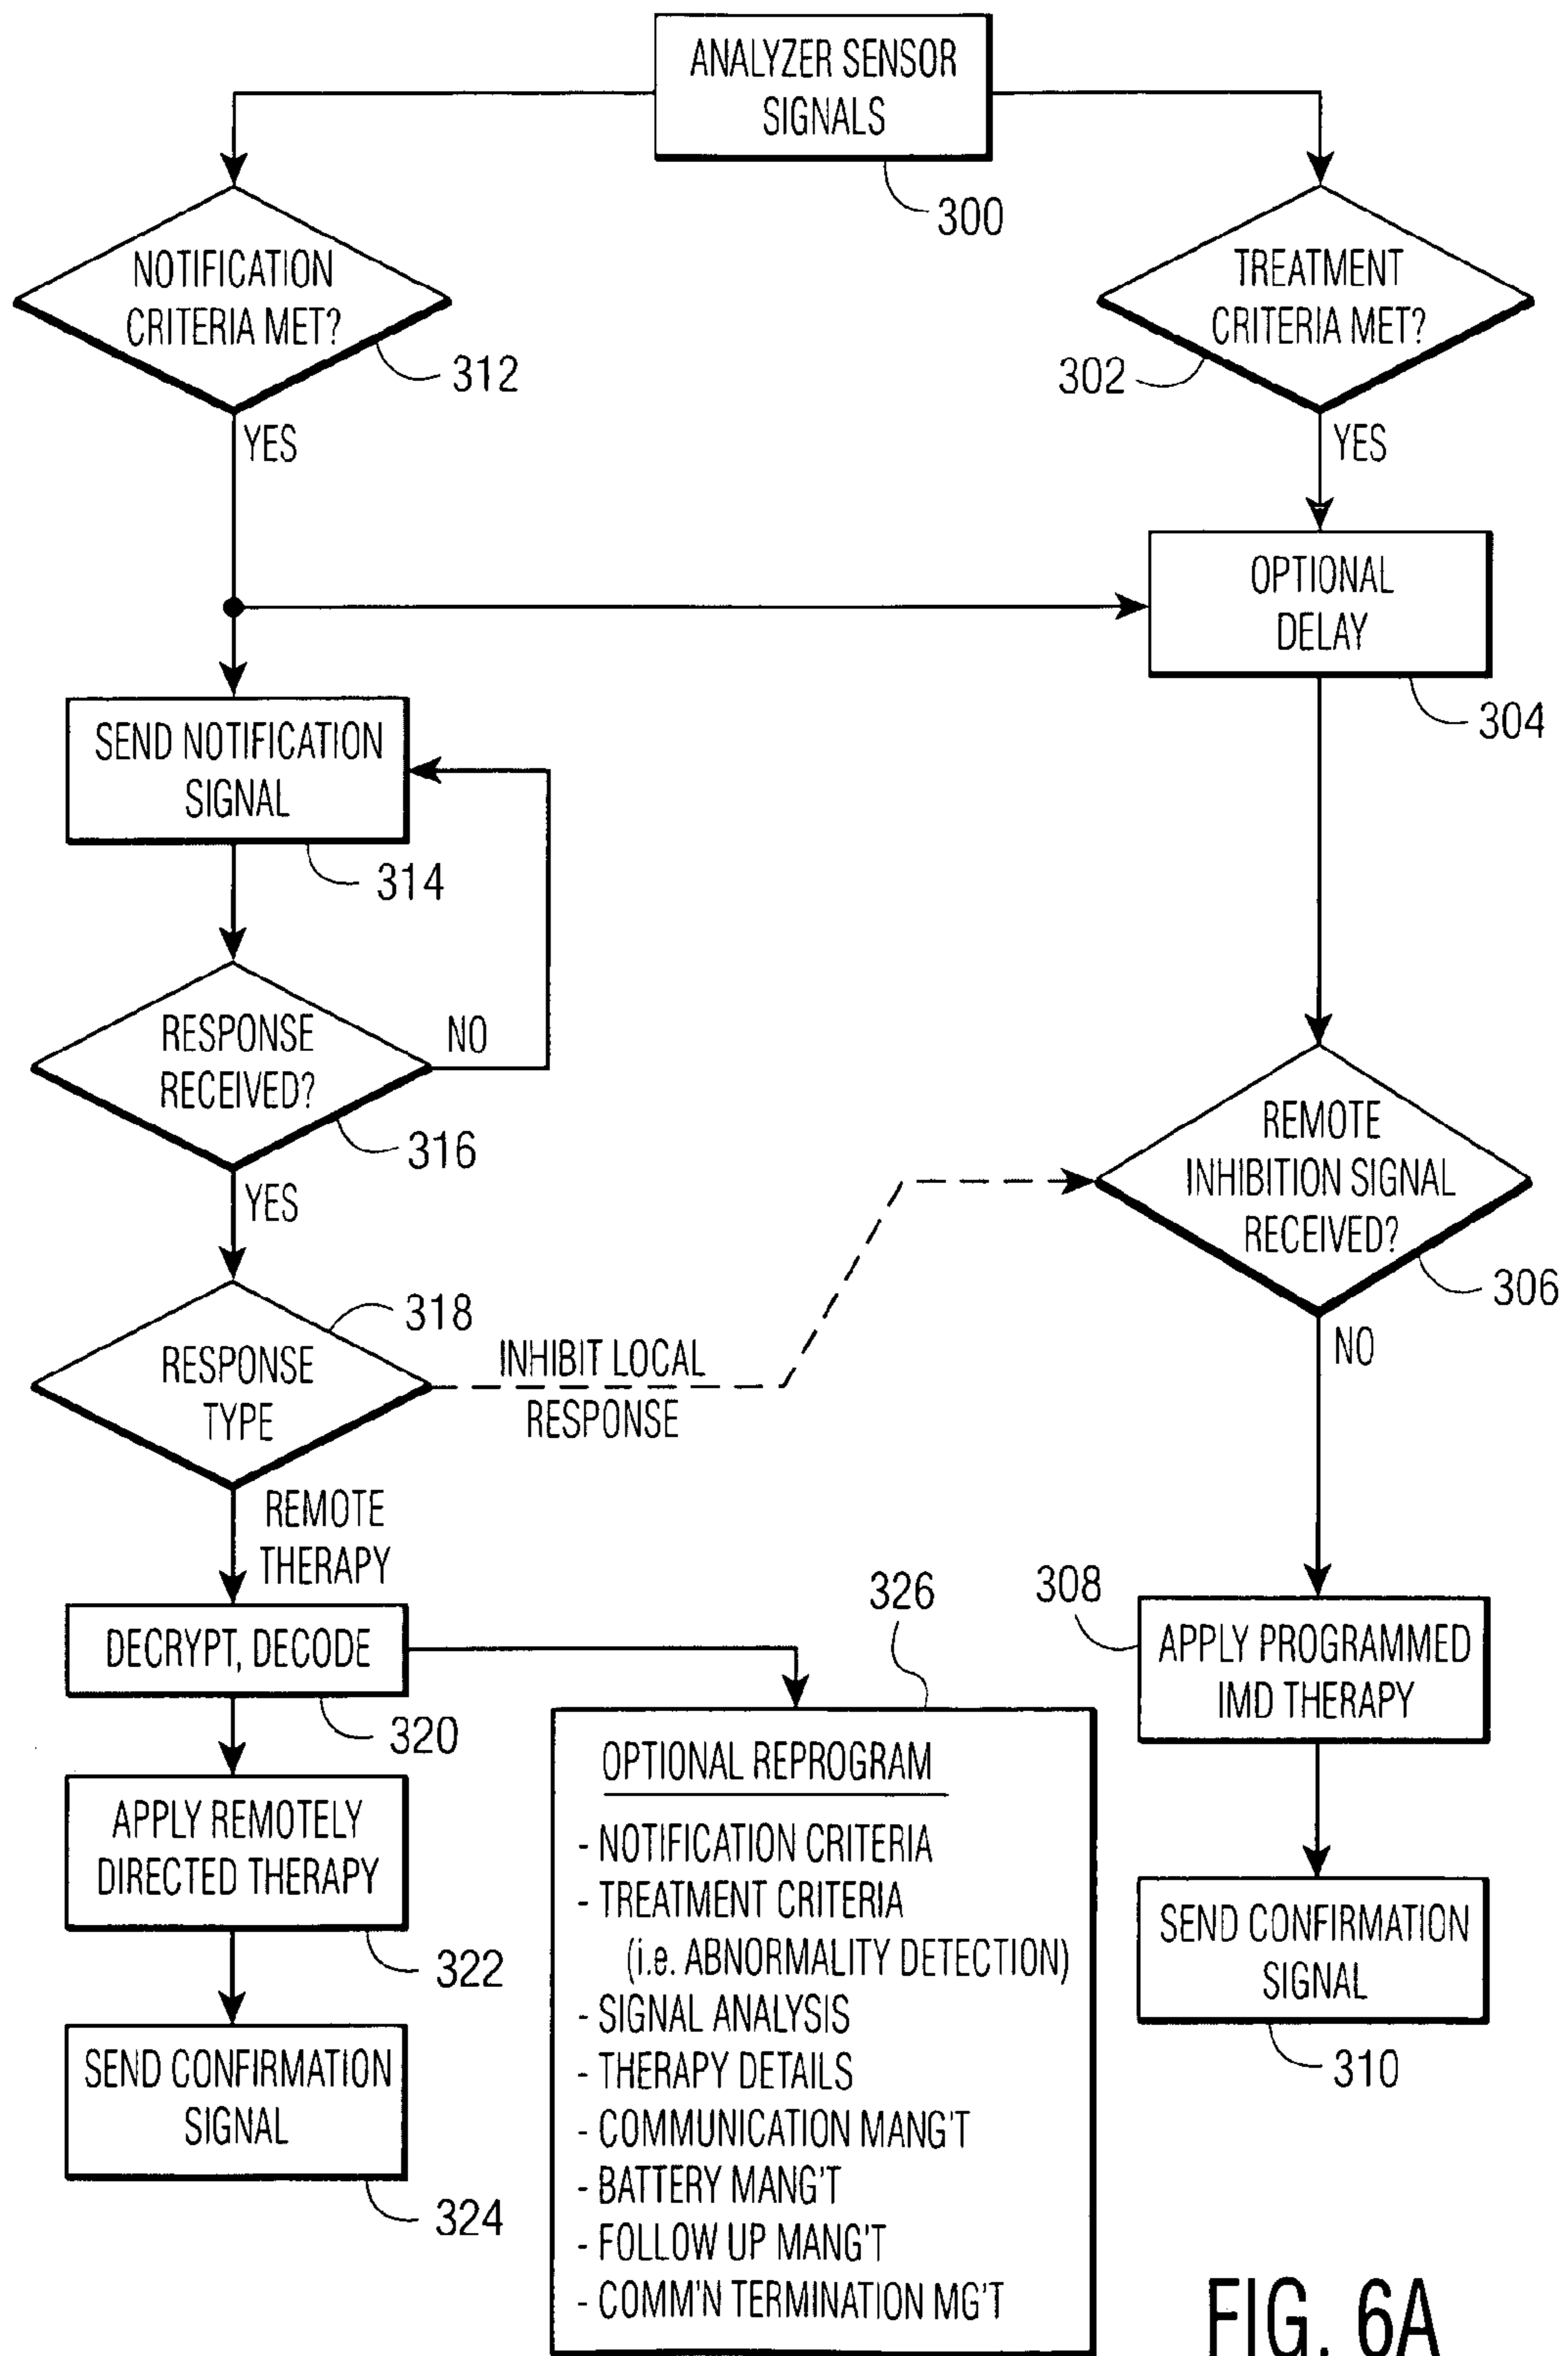 ANALYZER SENSOR
SIGNALS
300
NOTIFICATION
CRITERIA MET?
312
YES
TREATMENT
CRITERIA MET?
302
YES
OPTIONAL
DELAY
304
SEND NOTIFICATION
SIGNAL
314
RESPONSE
RECEIVED?
NO
316
YES
REMOTE
INHIBITION SIGNAL
RECEIVED?
306
NO
318
RESPONSE
TYPE
INHIBIT LOCAL
RESPONSE
REMOTE
THERAPY
DECRYPT, DECODE
320
326
308
APPLY PROGRAMMED
IMD THERAPY
APPLY REMOTELY
DIRECTED THERAPY
322
SEND CONFIRMATION
SIGNAL
324
OPTIONAL REPROGRAM
- NOTIFICATION CRITERIA
- TREATMENT CRITERIA
(i.e. ABNORMALITY DETECTION)
- SIGNAL ANALYSIS
- THERAPY DETAILS
- COMMUNICATION MANG'T
- BATTERY MANG'T
- FOLLOW UP MANG'T
- COMM'N TERMINATION MG'T
SEND CONFIRMATION
SIGNAL
310
FIG. 6A